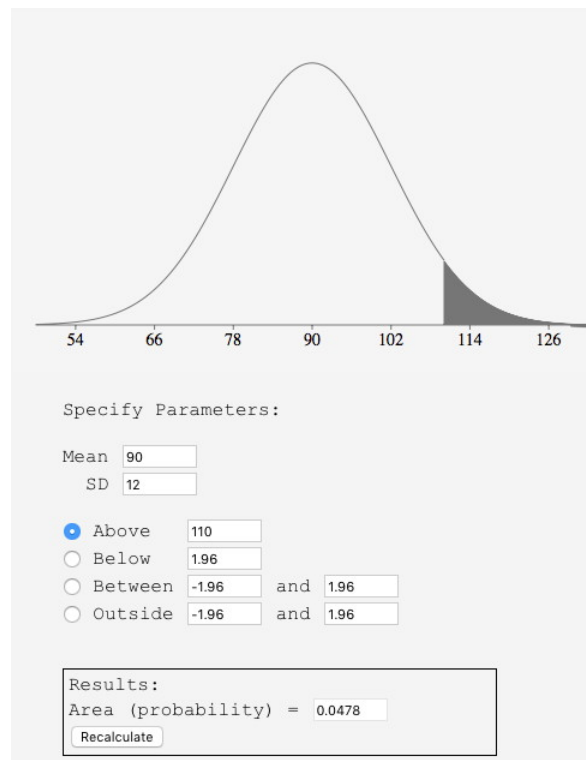 54 66 78 90 102 114 126
Specify Parameters:
Mean 90
SD 12
Above 110
Below 1.96
Between -1.96 and 1.96
Outside -1.96 and 1.96
Results:
Area (probability) = 0.0478
Recalculate